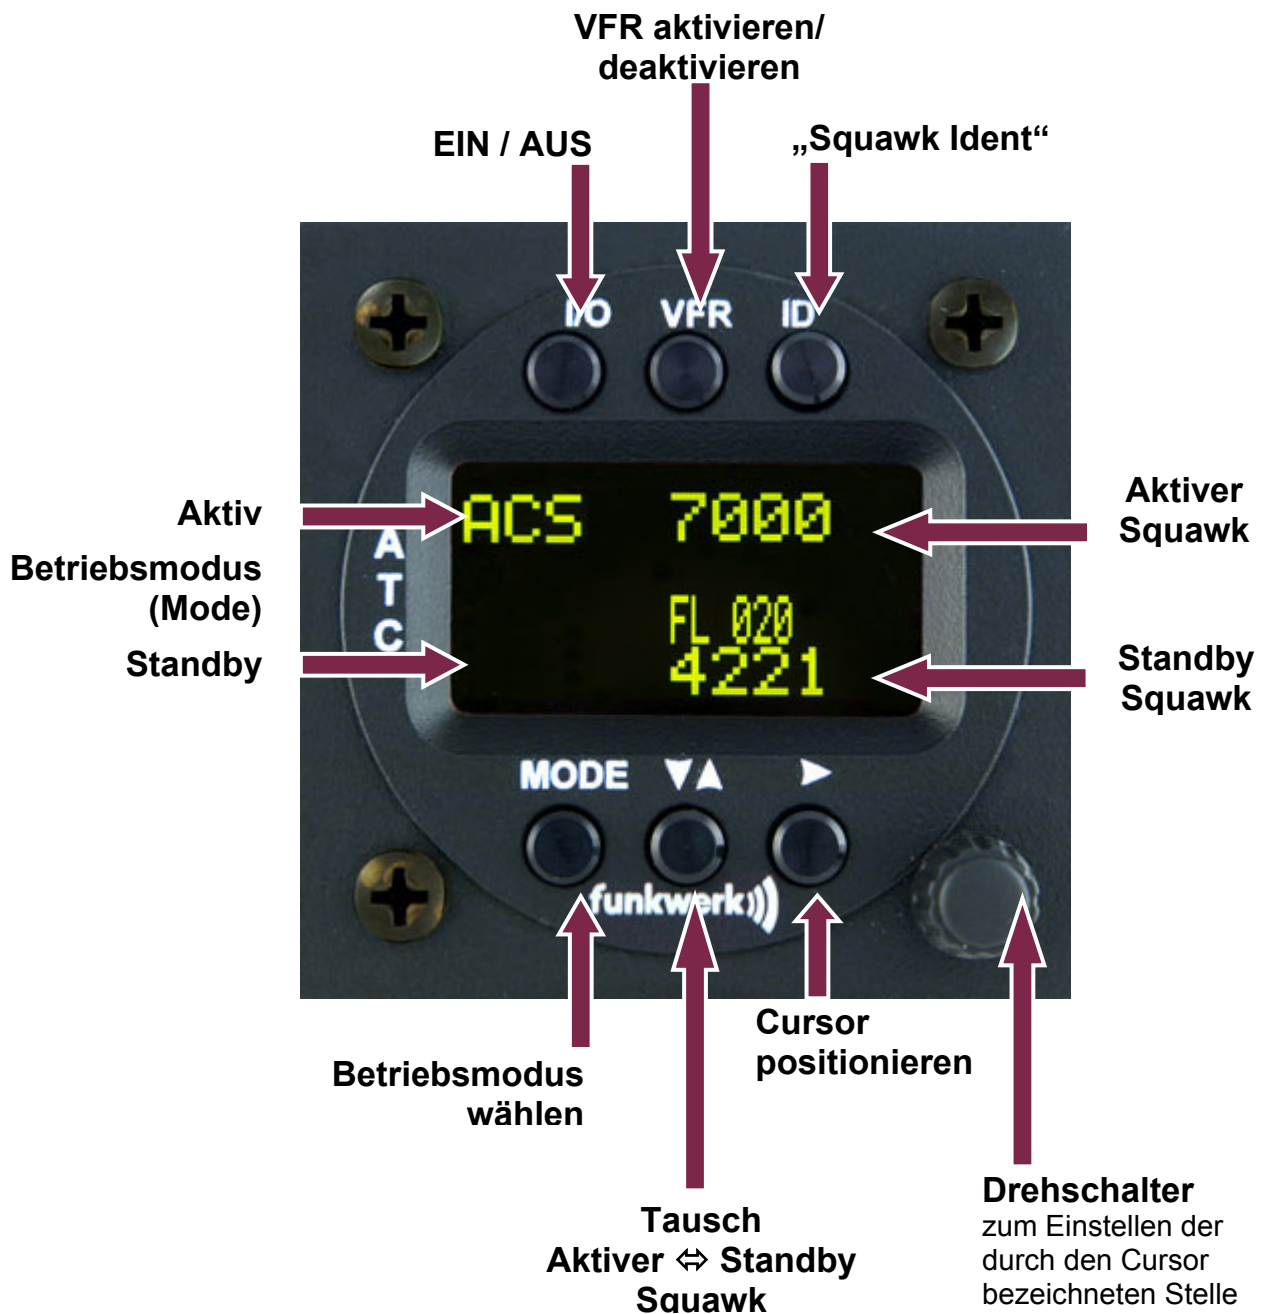 VFR aktivieren/
deaktivieren
EIN / AUS
„Squawk Ident“
I/O VFR ID
Aktiv
Betriebsmodus
(Mode)
Standby
A
T
C
ACS 7000
FL 020
4221
Aktiver
Squawk
Standby
Squawk
MODE ▼▲ ►
funkwerk
Betriebsmodus
wählen
Cursor
positionieren
Tausch
Aktiver ⇔ Standby
Squawk
Drehschalter
zum Einstellen der
durch den Cursor
bezeichneten Stelle